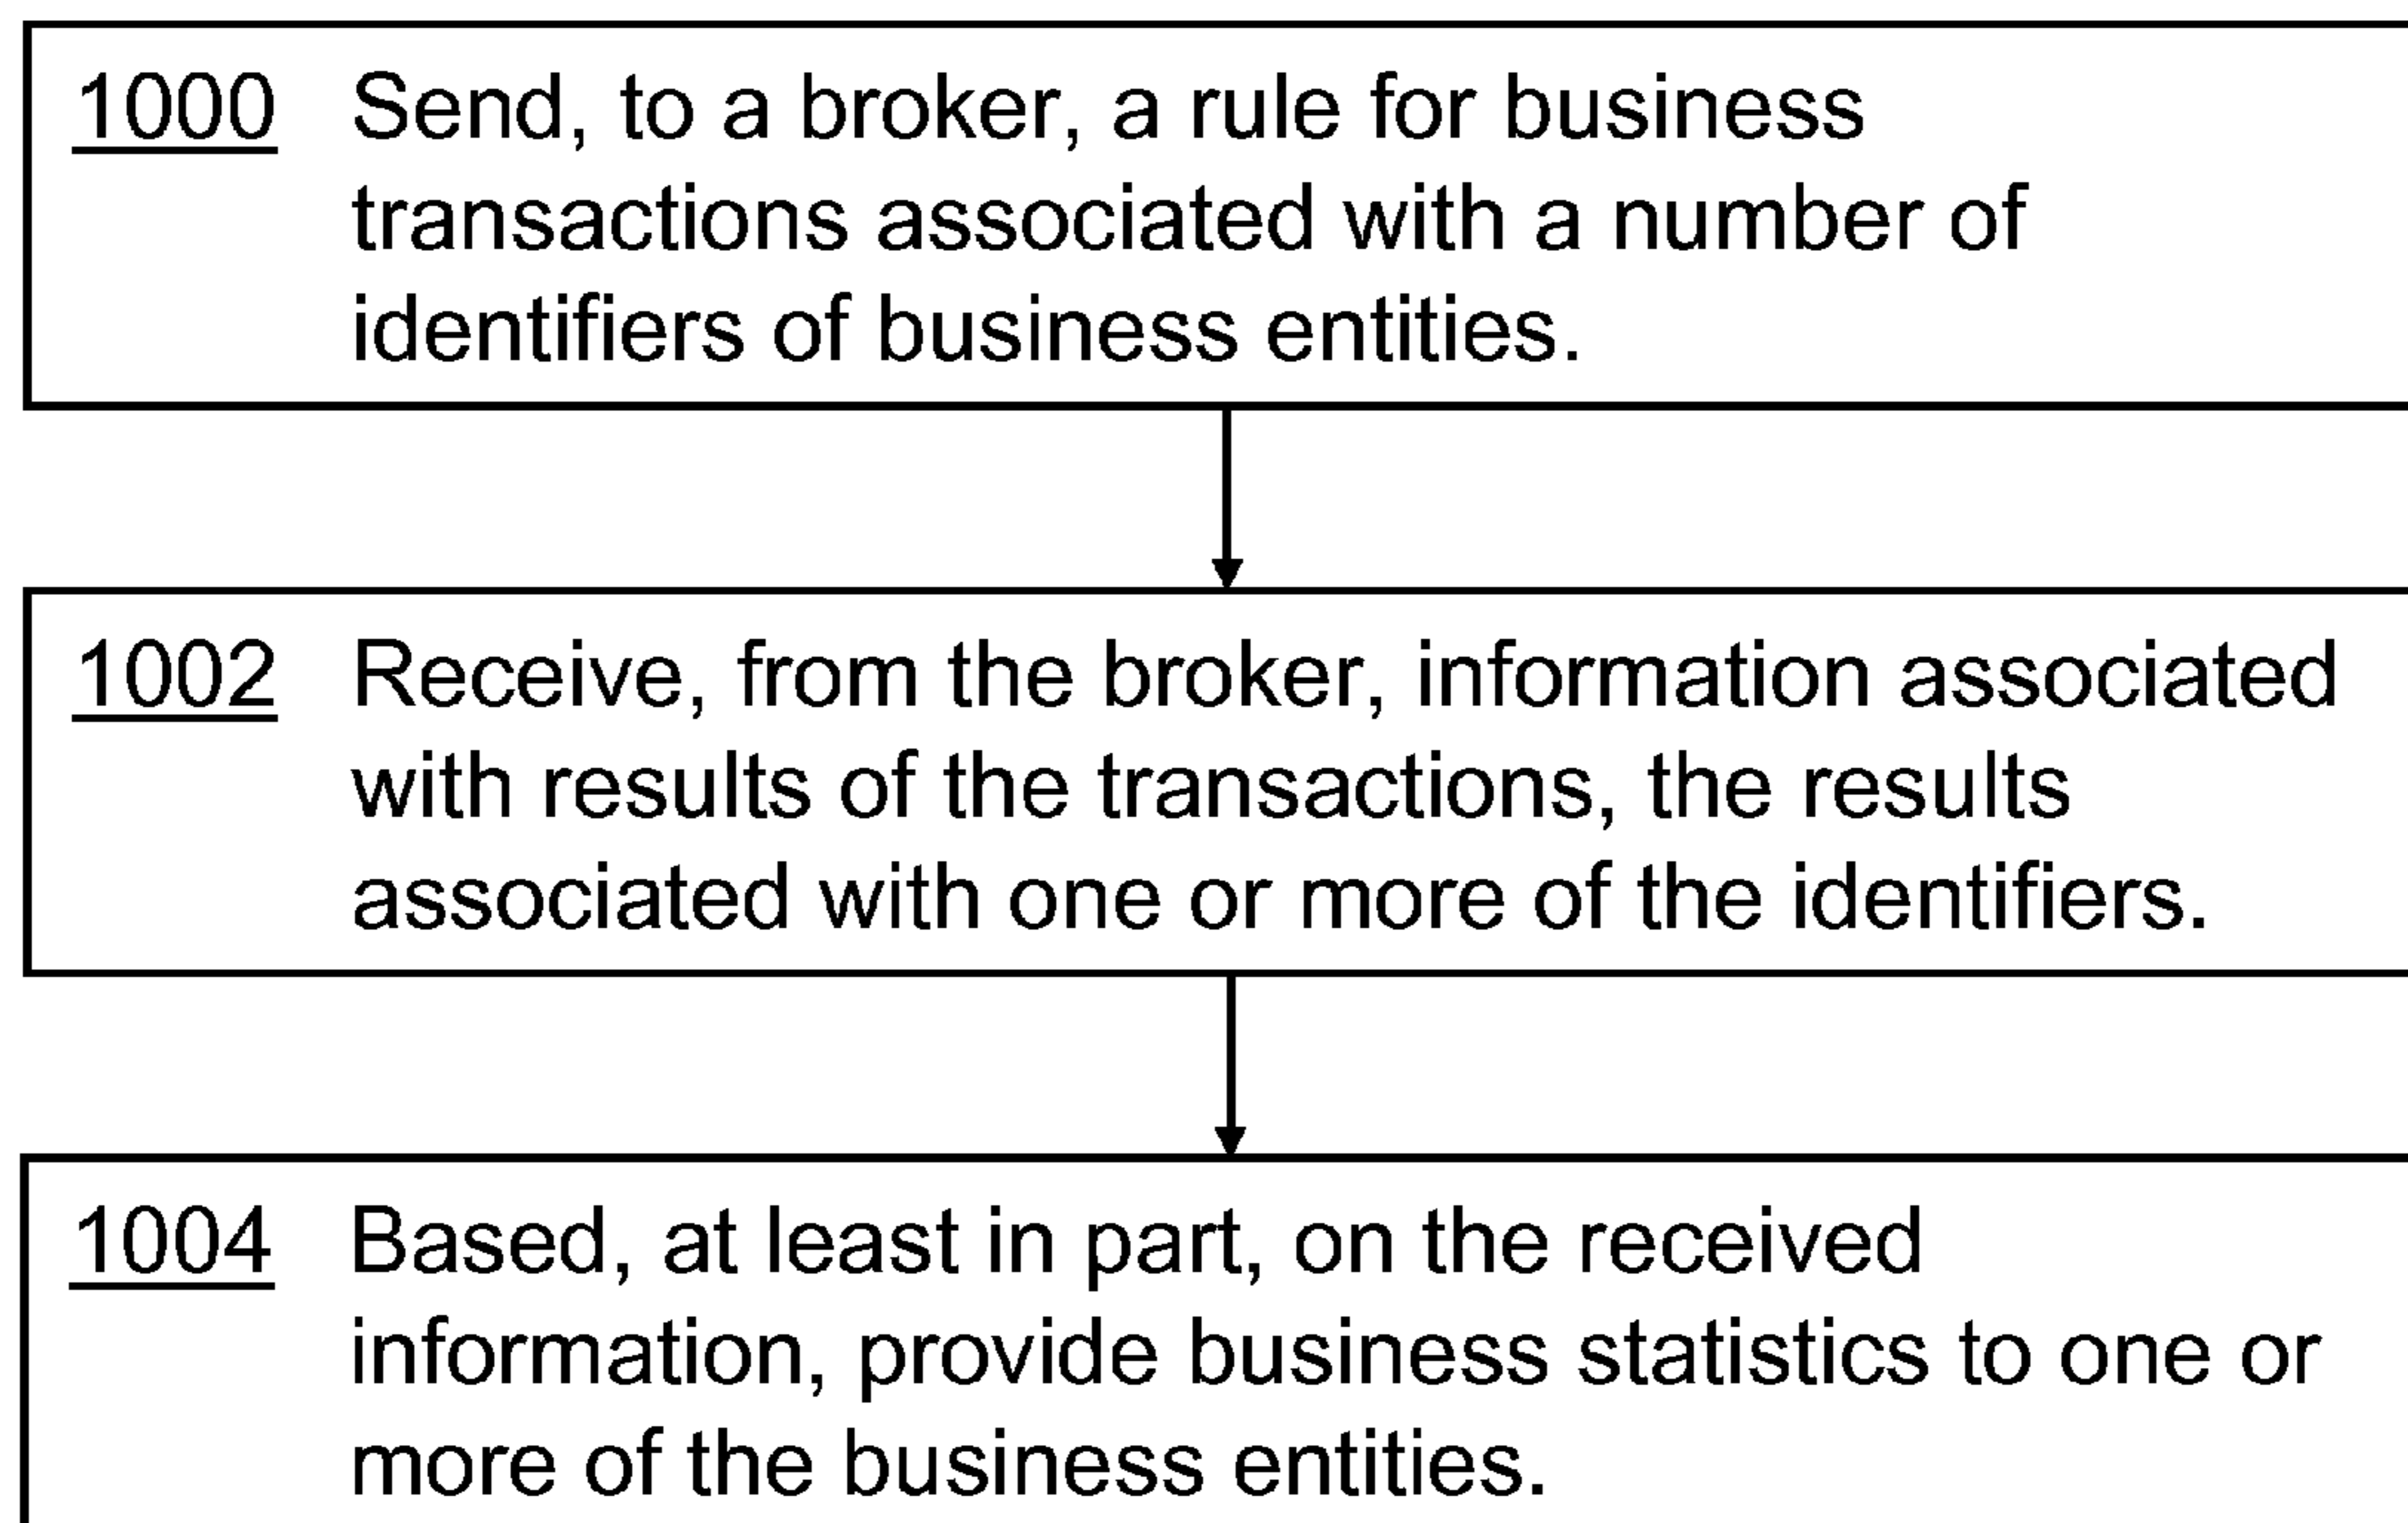 1000 Send, to a broker, a rule for business
transactions associated with a number of
identifiers of business entities.
1002 Receive, from the broker, information associated
with results of the transactions, the results
associated with one or more of the identifiers.
1004 Based, at least in part, on the received
information, provide business statistics to one or
more of the business entities.